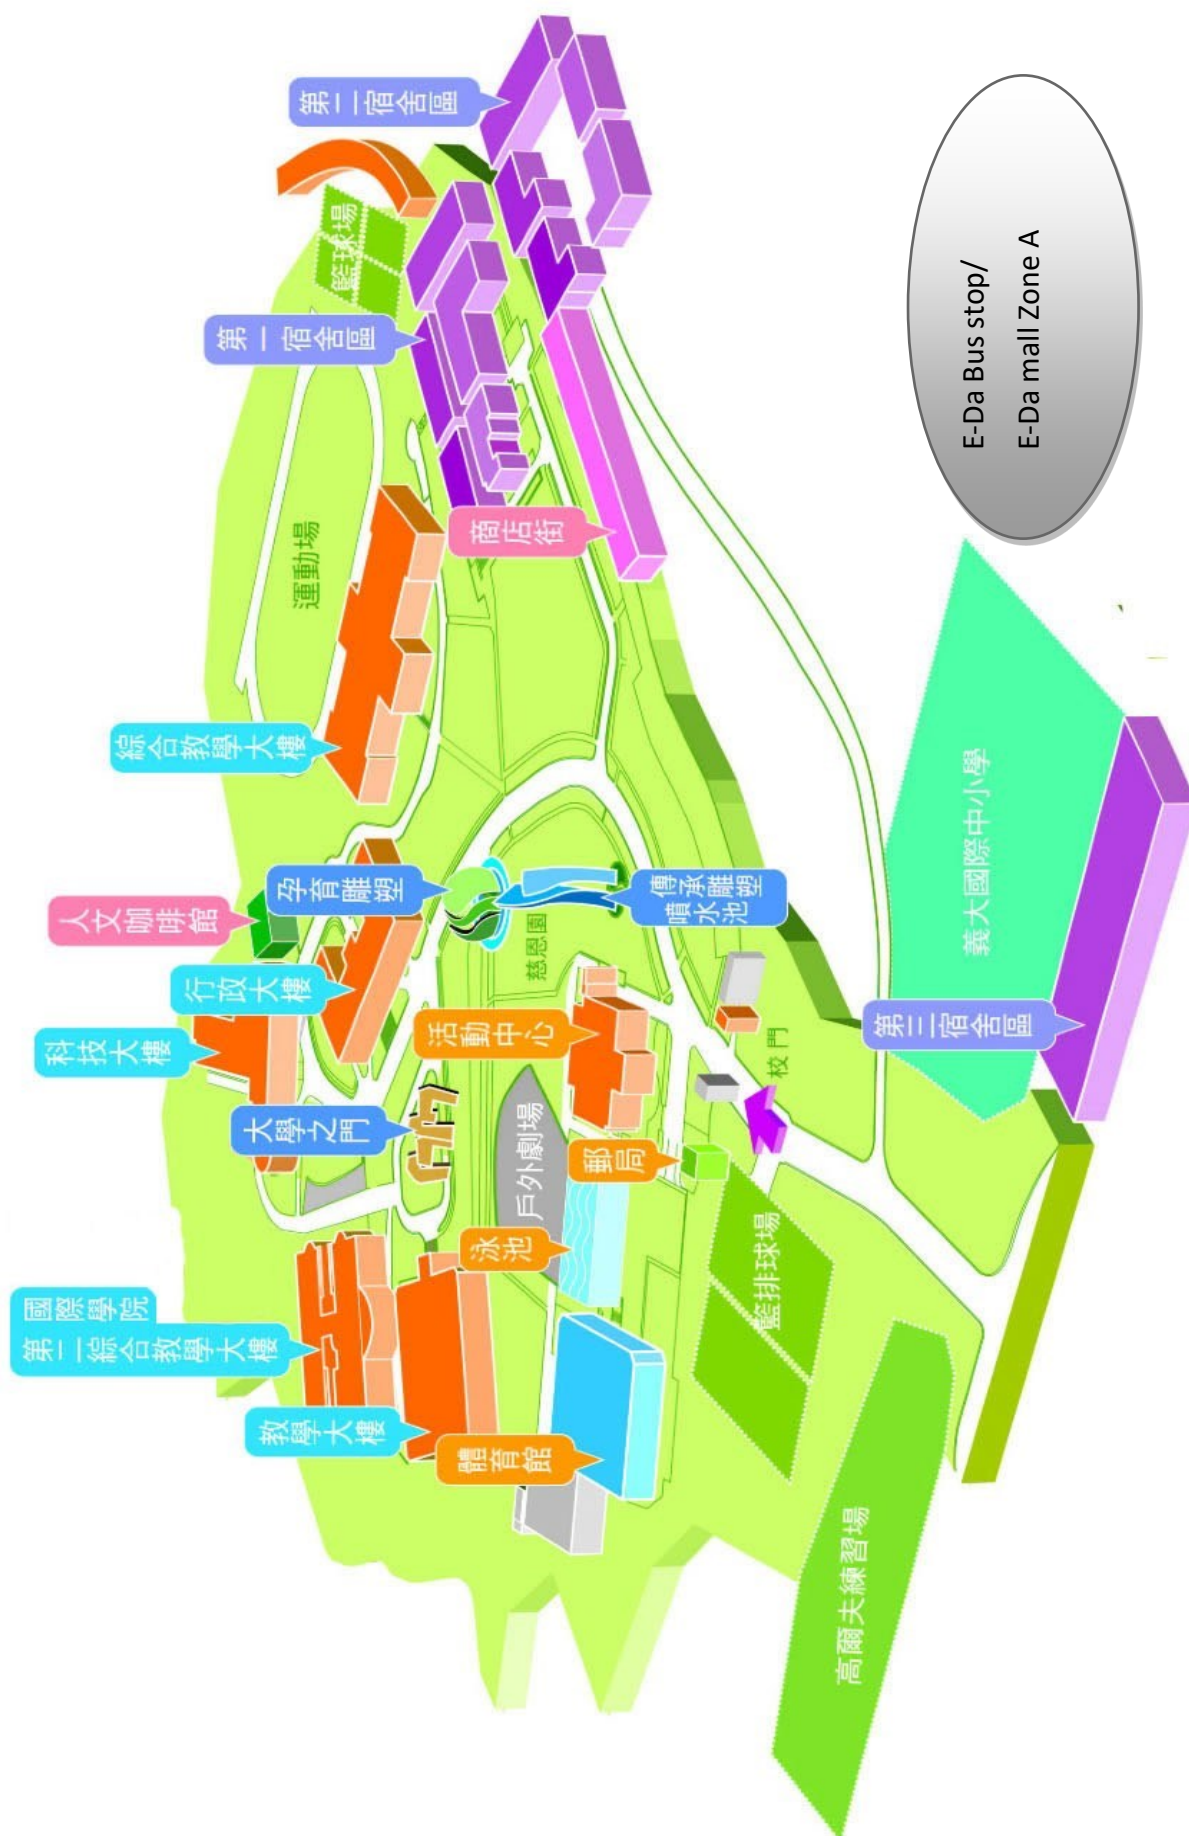 國際學院
第二綜合教學大樓
科技大樓
人文咖啡館
綜合教學大樓
行政大樓
第一宿舍區
第二宿舍區
大學之門
教學大樓
運動場
籃球場
孕育雕塑
活動中心
體育館
商店街
泳池
戶外劇場
慈恩園
郵局
傳承雕塑
噴水池
籃排球場
校門
高爾夫練習場
第三宿舍區
義大國際中小學
E-Da Bus stop/
E-Da mall Zone A